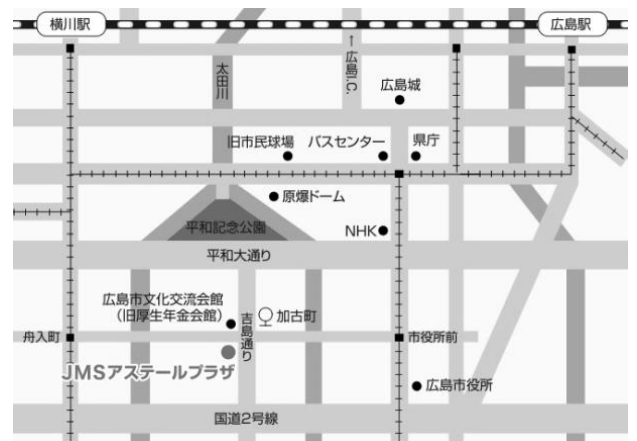 横川駅
広島駅
太田川
↑広島I.C.
広島城
旧市民球場
バスセンター
県庁
原爆ドーム
平和記念公園
NHK
平和大通り
広島市文化交流会館
（旧厚生年金会館）
吉島通り
加古町
舟入町
市役所前
JMSアステールプラザ
広島市役所
国道2号線